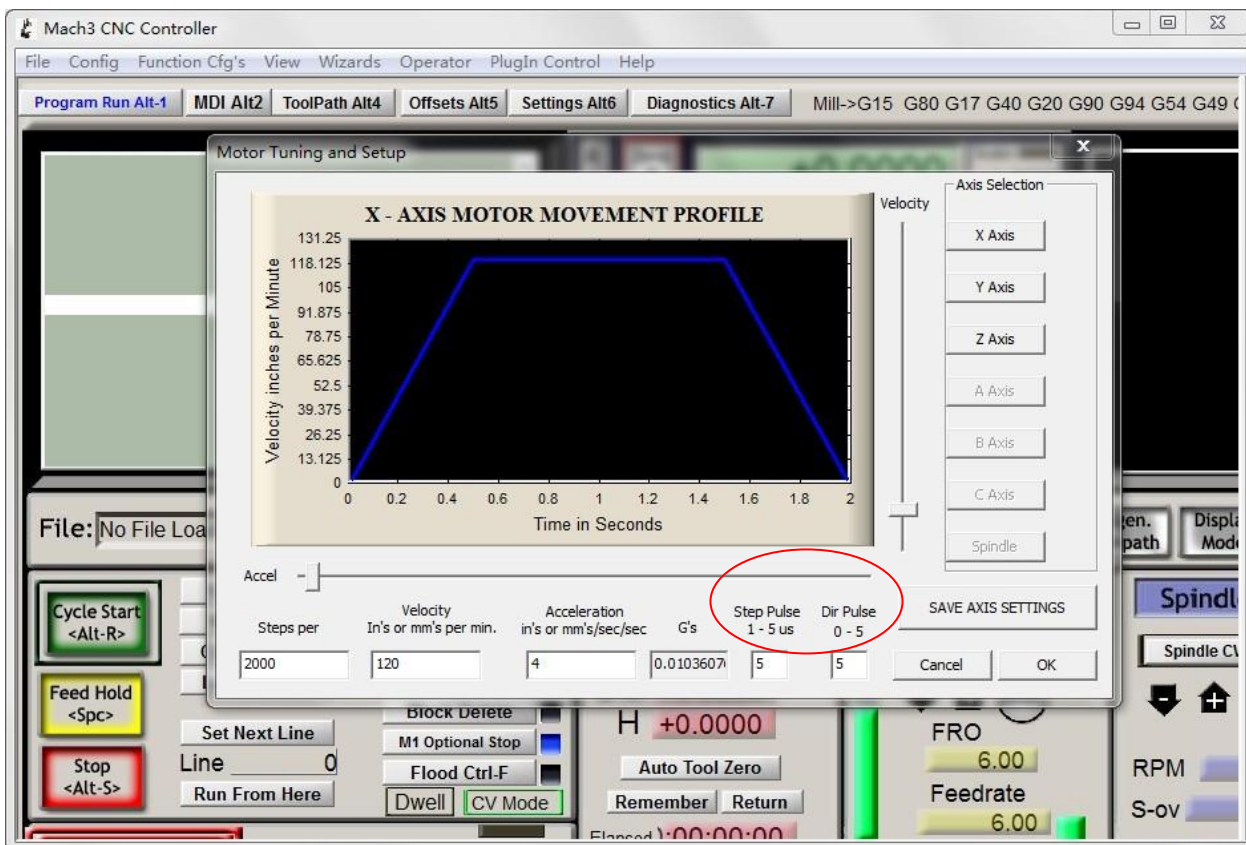 Mach3 CNC Controller
File Config Function Cfg's View Wizards Operator PlugIn Control Help
Program Run Alt-1 MDI Alt2 ToolPath Alt4 Offsets Alt5 Settings Alt6 Diagnostics Alt-7 Mill->G15 G80 G17 G40 G20 G90 G94 G54 G49
Motor Tuning and Setup
X - AXIS MOTOR MOVEMENT PROFILE
Velocity inches per Minute
131.25
118.125
105
91.875
78.75
65.625
52.5
39.375
26.25
13.125
0
0 0.2 0.4 0.6 0.8 1 1.2 1.4 1.6 1.8 2
Time in Seconds
Velocity
Axis Selection
X Axis
Y Axis
Z Axis
A Axis
B Axis
C Axis
Spindle
Accel
Steps per
Velocity
In's or mm's per min.
Acceleration
in's or mm's/sec/sec
G's
Step Pulse
1 - 5 us
Dir Pulse
0 - 5
2000 120 4 0.0103607 5 5
SAVE AXIS SETTINGS
Cancel OK
File: No File Loa
Cycle Start
<Alt-R>
Feed Hold
<Spc>
Stop
<Alt-S>
Set Next Line
Line 0
Run From Here
Block Delete
M1 Optional Stop
Flood Ctrl-F
Dwell CV Mode
H +0.0000
Auto Tool Zero
Remember Return
Elapsed 00:00:00
FRO
6.00
Feedrate
6.00
Spindl
Spindle CV
RPM
S-ov